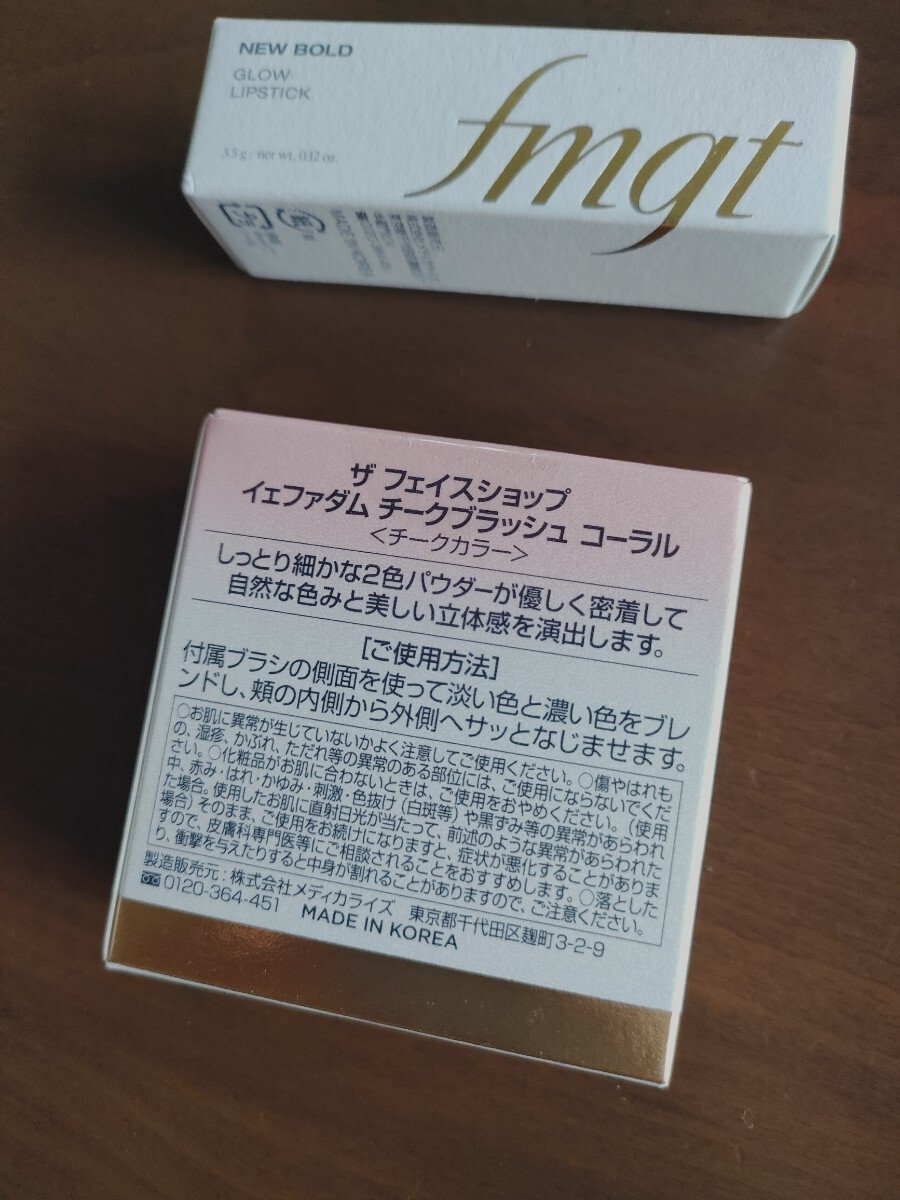 NEW BOLD
GLOW
LIPSTICK
fmgt
3.5 g / net wt. 0.12 oz.
MADE IN KOREA
ザ フェイスショップ
イェファダム チークブラッシュ コーラル
<チークカラー>
しっとり細かな2色パウダーが優しく密着して
自然な色みと美しい立体感を演出します。
[ご使用方法]
付属ブラシの側面を使って淡い色と濃い色をブレ
ンドし、頬の内側から外側へサッとなじませます。
○お肌に異常が生じていないかよく注意してご使用ください。○傷やはれも
の、湿疹、かぶれ、ただれ等の異常のある部位には、ご使用にならないでくだ
さい。○化粧品がお肌に合わないときは、ご使用をおやめください。(使用
中、赤み・はれ・かゆみ・刺激・色抜け(白斑等)や黒ずみ等の異常があらわれ
た場合。使用したお肌に直射日光が当たって、前述のような異常があらわれた
場合)そのまま、ご使用をお続けになりますと、症状が悪化することがありま
すので、皮膚科専門医等にご相談されることをおすすめします。○落とした
り、衝撃を与えたりすると中身が割れることがありますので、ご注意ください。
製造販売元:株式会社メディカライズ 東京都千代田区麹町3-2-9
0120-364-451 MADE IN KOREA